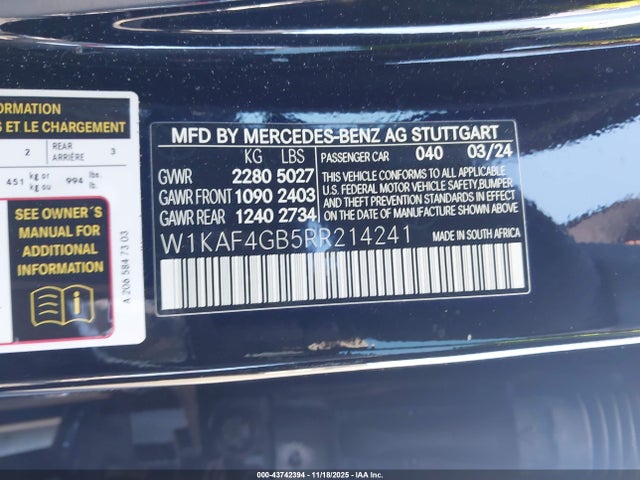 ORMATION
S ET LE CHARGEMENT
2 REAR ARRIÈRE 3
451 kg or kg ou 994 lbs. lb.
SEE OWNER´S
MANUAL FOR
ADDITIONAL
INFORMATION
A 206 584 73 03
MFD BY MERCEDES-BENZ AG STUTTGART
KG LBS PASSENGER CAR 040 03/24
GVWR 2280 5027
GAWR FRONT 1090 2403
GAWR REAR 1240 2734
THIS VEHICLE CONFORMS TO ALL APPLICABLE
U.S. FEDERAL MOTOR VEHICLE SAFETY, BUMPER
AND THEFT PREVENTION STANDARDS IN EFFECT
ON THE DATE OF MANUFACTURE SHOWN ABOVE.
W1KAF4GB5RR214241 MADE IN SOUTH AFRICA
000-43742394 - 11/18/2025 - IAA, Inc.